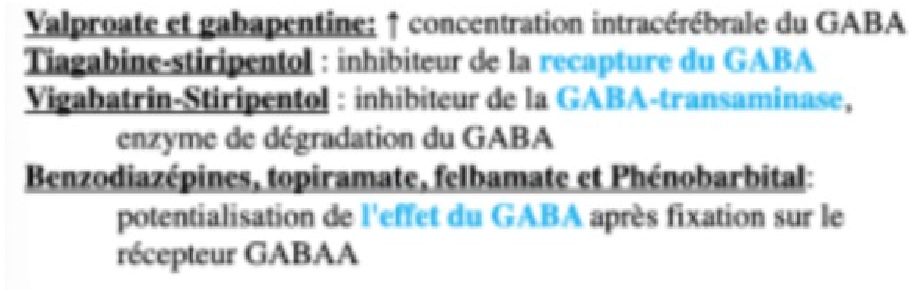 Valproate et gabapentine: ↑ concentration intracérébrale du GABA
Tiagabine-stiripentol : inhibiteur de la recapture du GABA
Vigabatrin-Stiripentol : inhibiteur de la GABA-transaminase,
enzyme de dégradation du GABA
Benzodiazépines, topiramate, felbamate et Phénobarbital:
potentialisation de l'effet du GABA après fixation sur le
récepteur GABAA